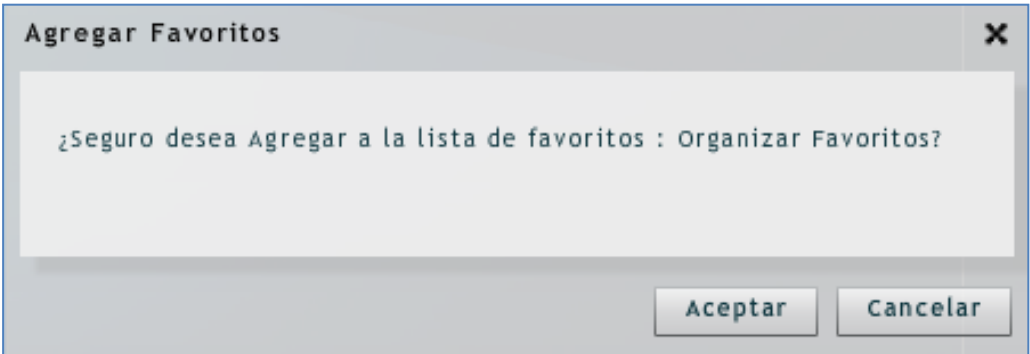 Agregar Favoritos
¿Seguro desea Agregar a la lista de favoritos : Organizar Favoritos?
Aceptar
Cancelar